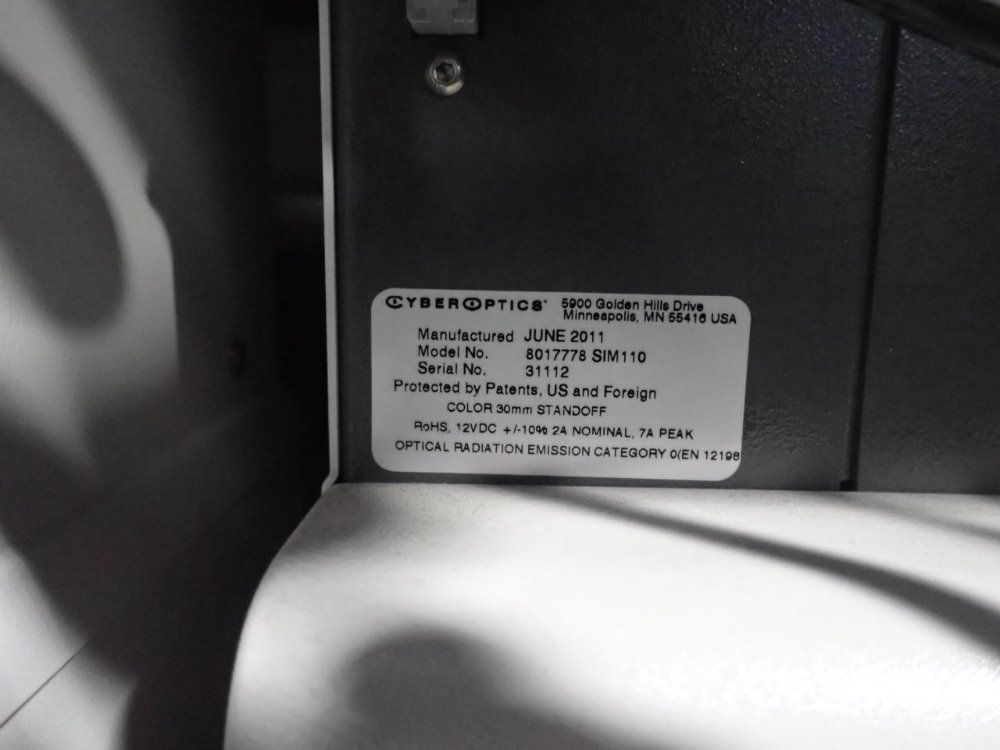 CYBEROPTICS
5900 Golden Hills Drive
Minneapolis, MN 55416 USA
Manufactured JUNE 2011
Model No. 8017778 SIM110
Serial No. 31112
Protected by Patents, US and Foreign
COLOR 30mm STANDOFF
RoHS, 12VDC +/-10% 2A NOMINAL, 7A PEAK
OPTICAL RADIATION EMISSION CATEGORY 0(EN 12198